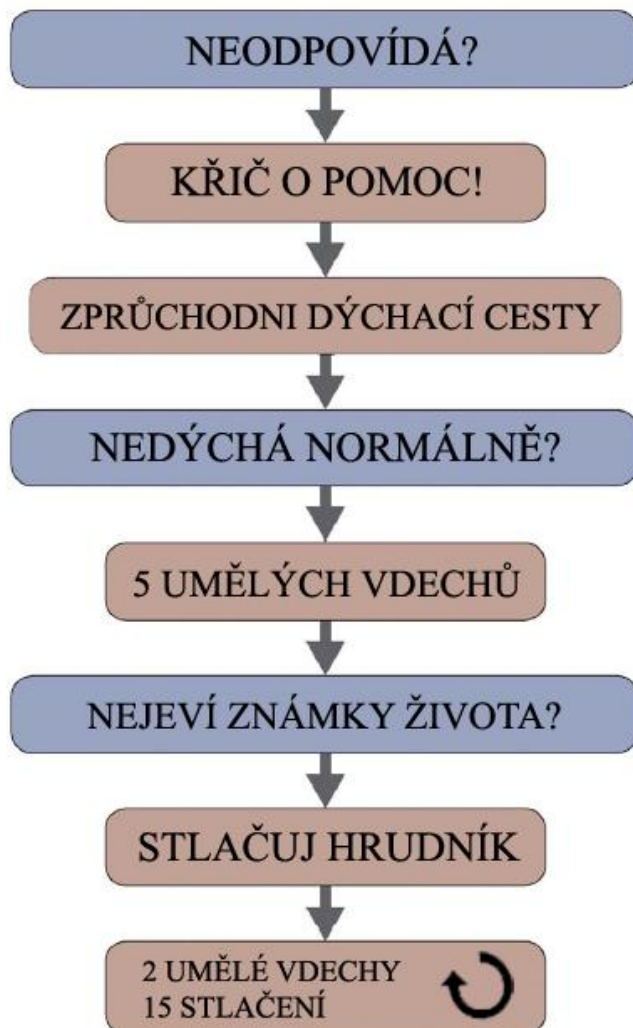 NEODPOVÍDÁ?
KŘIČ O POMOC!
ZPRŮCHODNI DÝCHACÍ CESTY
NEDÝCHÁ NORMÁLNĚ?
5 UMĚLÝCH VDECHŮ
NEJEVÍ ZNÁMKY ŽIVOTA?
STLAČUJ HRUDNÍK
2 UMĚLÉ VDECHY
15 STLAČENÍ